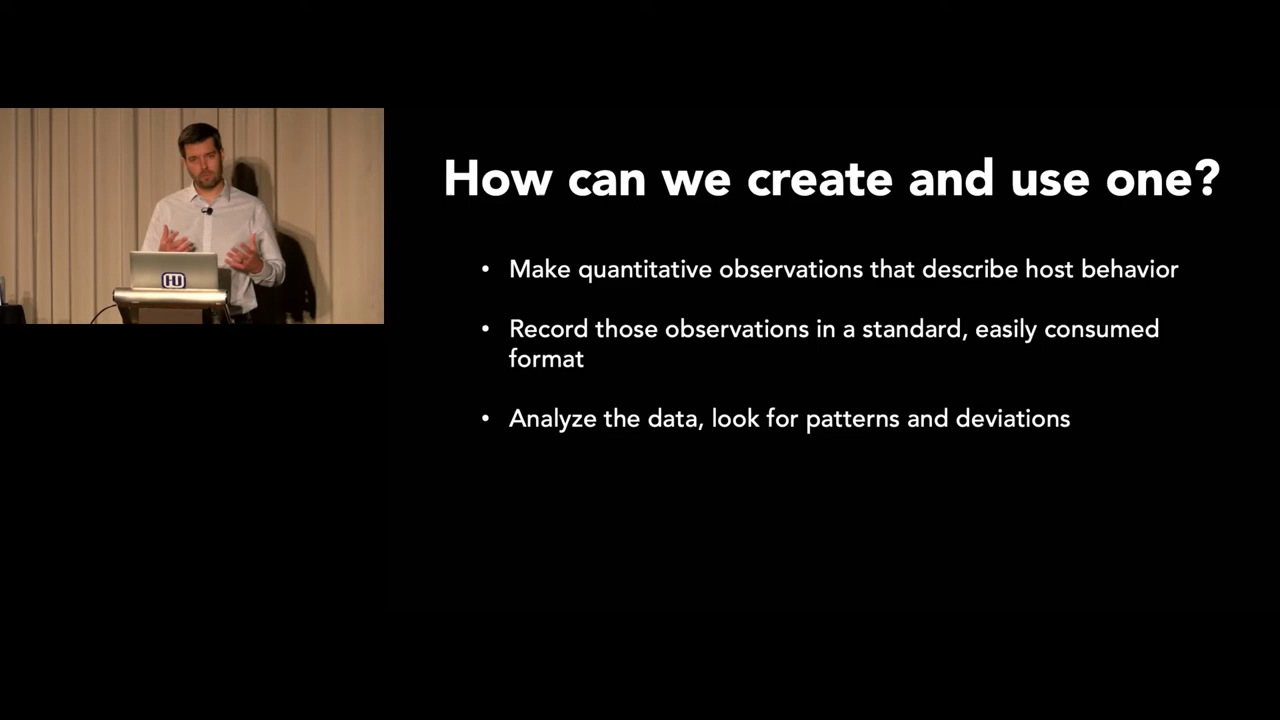 How can we create and use one?
• Make quantitative observations that describe host behavior
• Record those observations in a standard, easily consumed
format
• Analyze the data, look for patterns and deviations